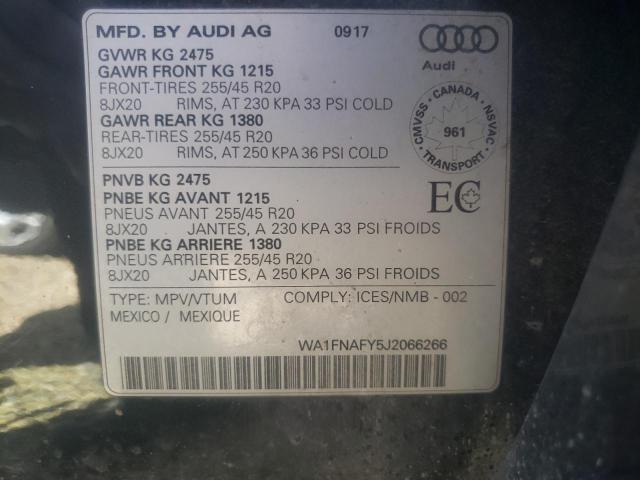 MFD. BY AUDI AG 0917
GVWR KG 2475
GAWR FRONT KG 1215
FRONT-TIRES 255/45 R20
8JX20 RIMS, AT 230 KPA 33 PSI COLD
GAWR REAR KG 1380
REAR-TIRES 255/45 R20
8JX20 RIMS, AT 250 KPA 36 PSI COLD
Audi
CMVSS - CANADA - NSVAC
961
TRANSPORT
PNVB KG 2475
PNBE KG AVANT 1215
PNEUS AVANT 255/45 R20
8JX20 JANTES, A 230 KPA 33 PSI FROIDS
PNBE KG ARRIERE 1380
PNEUS ARRIERE 255/45 R20
8JX20 JANTES, A 250 KPA 36 PSI FROIDS
EC
TYPE: MPV/VTUM COMPLY: ICES/NMB - 002
MEXICO / MEXIQUE
WA1FNAFY5J2066266